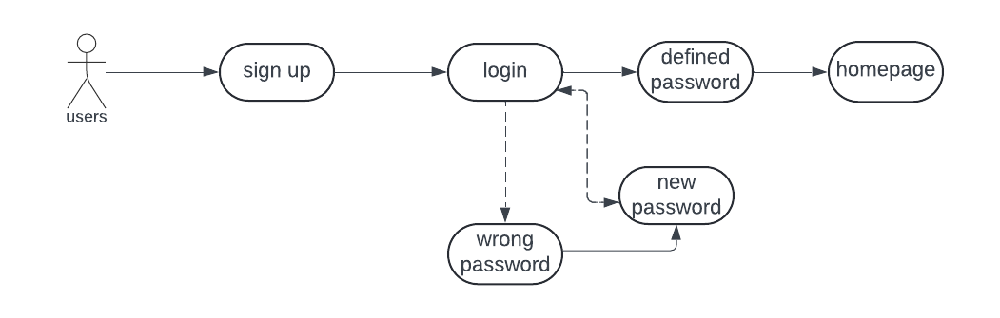 users
sign up
login
defined
password
homepage
new
password
wrong
password